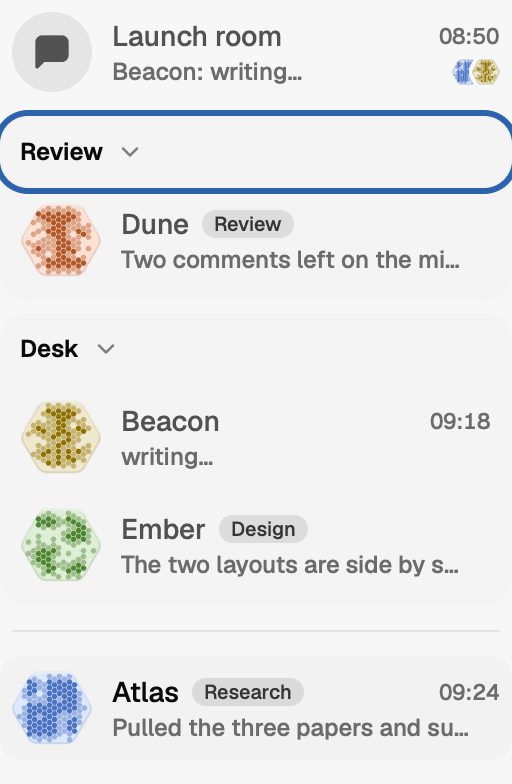 Launch room 08:50
Beacon: writing...
Review
Dune Review
Two comments left on the mi...
Desk
Beacon 09:18
writing...
Ember Design
The two layouts are side by s...
Atlas Research 09:24
Pulled the three papers and su...